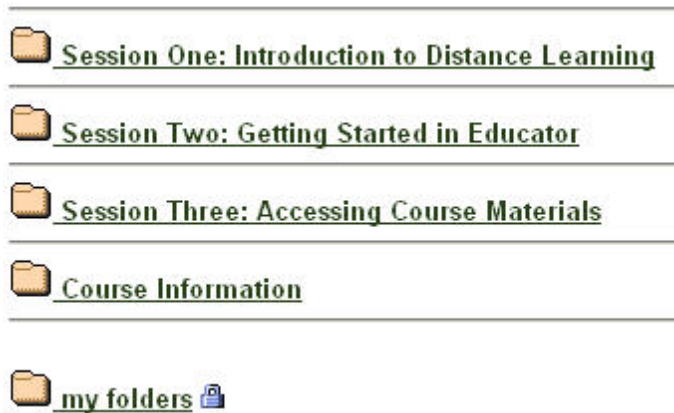 Session One: Introduction to Distance Learning
Session Two: Getting Started in Educator
Session Three: Accessing Course Materials
Course Information
my folders